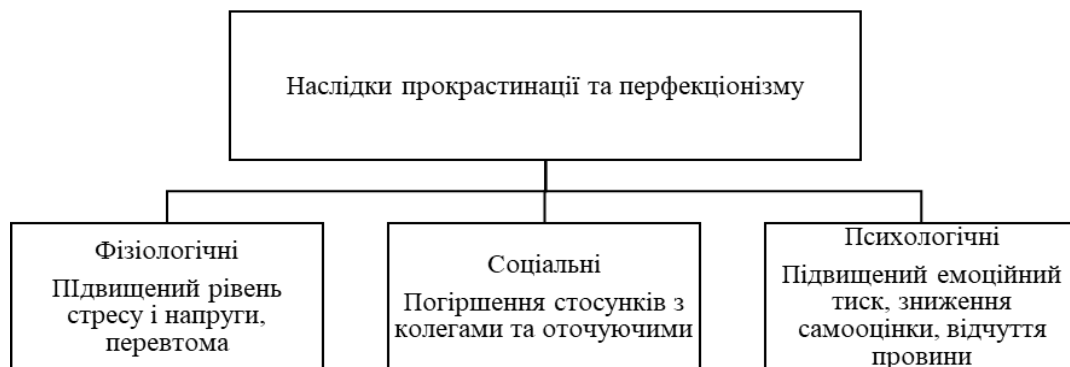 Наслідки прокрастинації та перфекціонізму
Фізіологічні
ПІдвищений рівень
стресу і напруги,
перевтома
Соціальні
Погіршення стосунків з
колегами та оточуючими
Психологічні
Підвищений емоційний
тиск, зниження
самооцінки, відчуття
провини